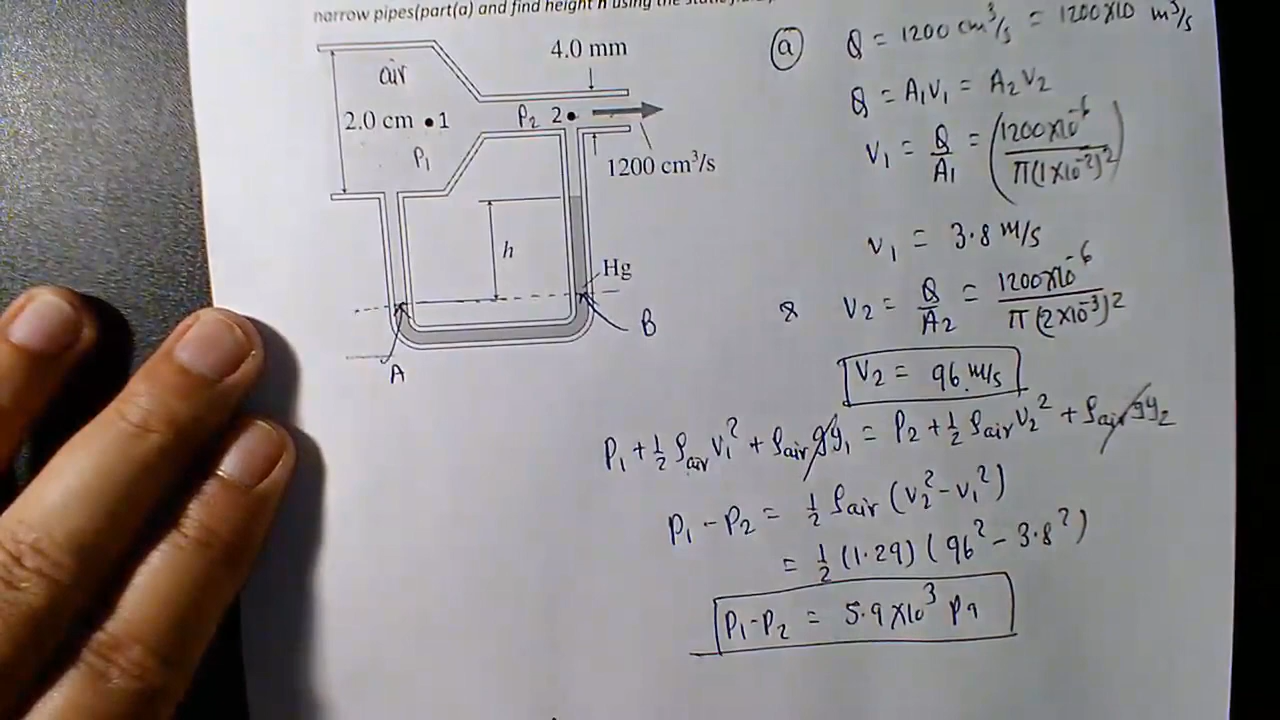 narrow pipes(part(a) and find height h using the static
4.0 mm
air
2.0 cm •1
P₂ 2•
P₁
1200 cm³/s
h
Hg
B
A
(a) Q = 1200 cm³/s = 1200×10 m³/s
Q = A₁V₁ = A₂V₂
V₁ = Q/A₁ = (1200×10⁻⁶/π(1×10⁻²)²)
V₁ = 3.8 m/s
& V₂ = Q/A₂ = 1200×10⁻⁶/π(2×10⁻³)²
V₂ = 96 m/s
P₁ + ½ ρair V₁² + ρair gy₁ = P₂ + ½ ρair V₂² + ρair gy₂
P₁ - P₂ = ½ ρair (V₂² - V₁²)
= ½ (1.29) (96² - 3.8²)
P₁-P₂ = 5.9×10³ Pa